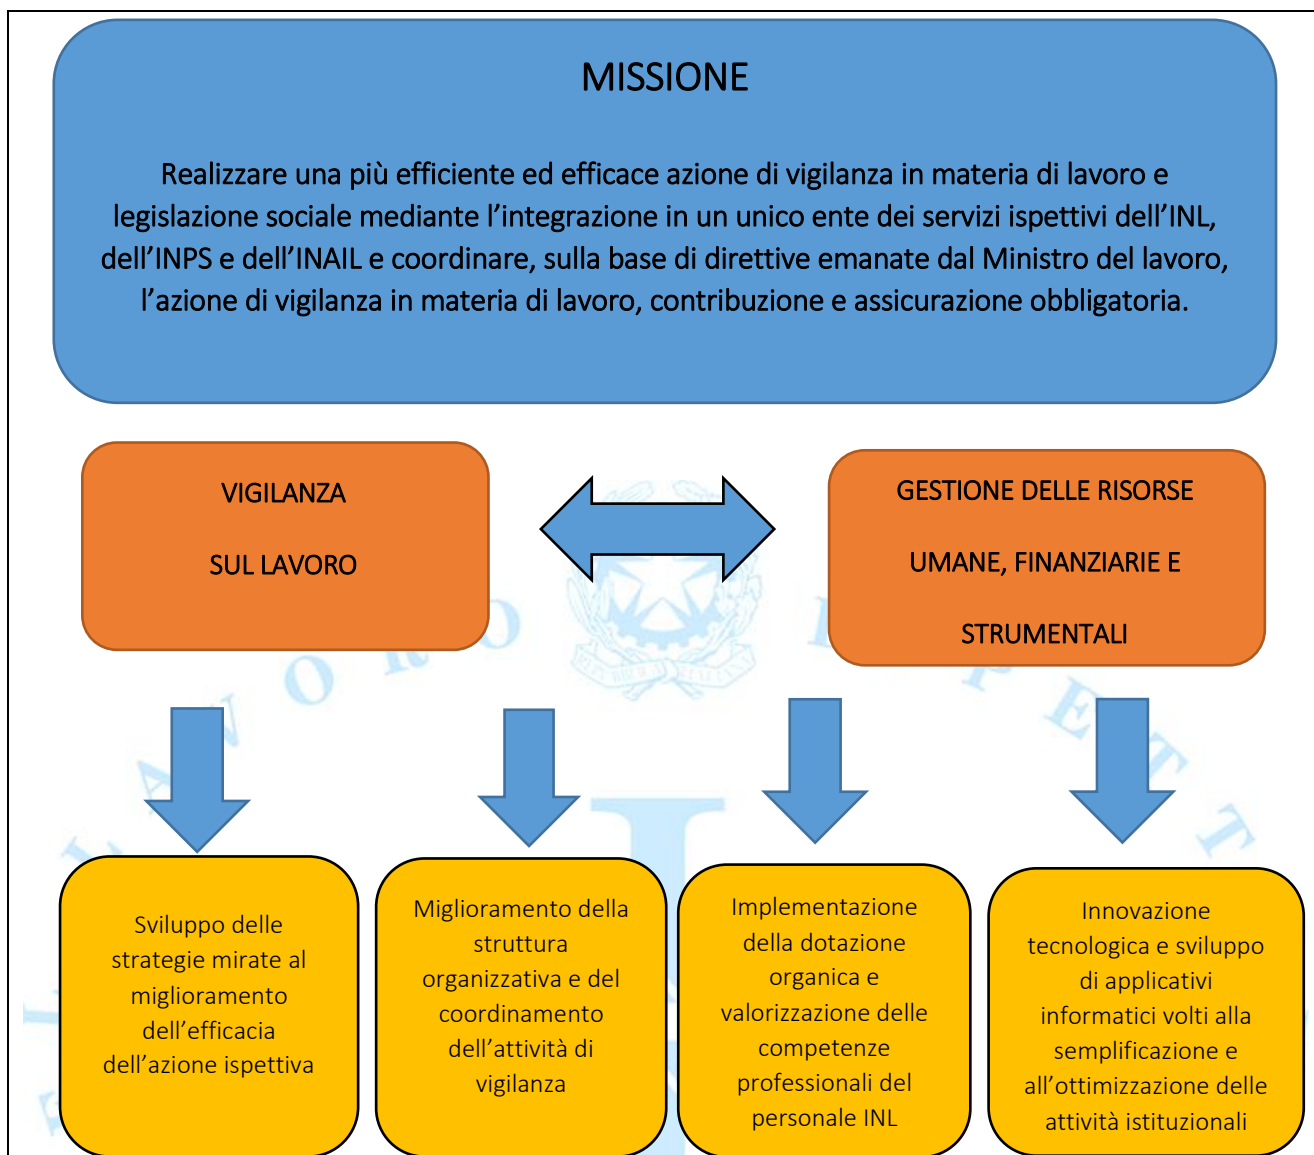 MISSIONE
Realizzare una più efficiente ed efficace azione di vigilanza in materia di lavoro e
legislazione sociale mediante l’integrazione in un unico ente dei servizi ispettivi dell’INL,
dell’INPS e dell’INAIL e coordinare, sulla base di direttive emanate dal Ministro del lavoro,
l’azione di vigilanza in materia di lavoro, contribuzione e assicurazione obbligatoria.
VIGILANZA
SUL LAVORO
GESTIONE DELLE RISORSE
UMANE, FINANZIARIE E
STRUMENTALI
Sviluppo delle
strategie mirate al
miglioramento
dell’efficacia
dell’azione ispettiva
Miglioramento della
struttura
organizzativa e del
coordinamento
dell’attività di
vigilanza
Implementazione
della dotazione
organica e
valorizzazione delle
competenze
professionali del
personale INL
Innovazione
tecnologica e sviluppo
di applicativi
informatici volti alla
semplificazione e
all’ottimizzazione delle
attività istituzionali